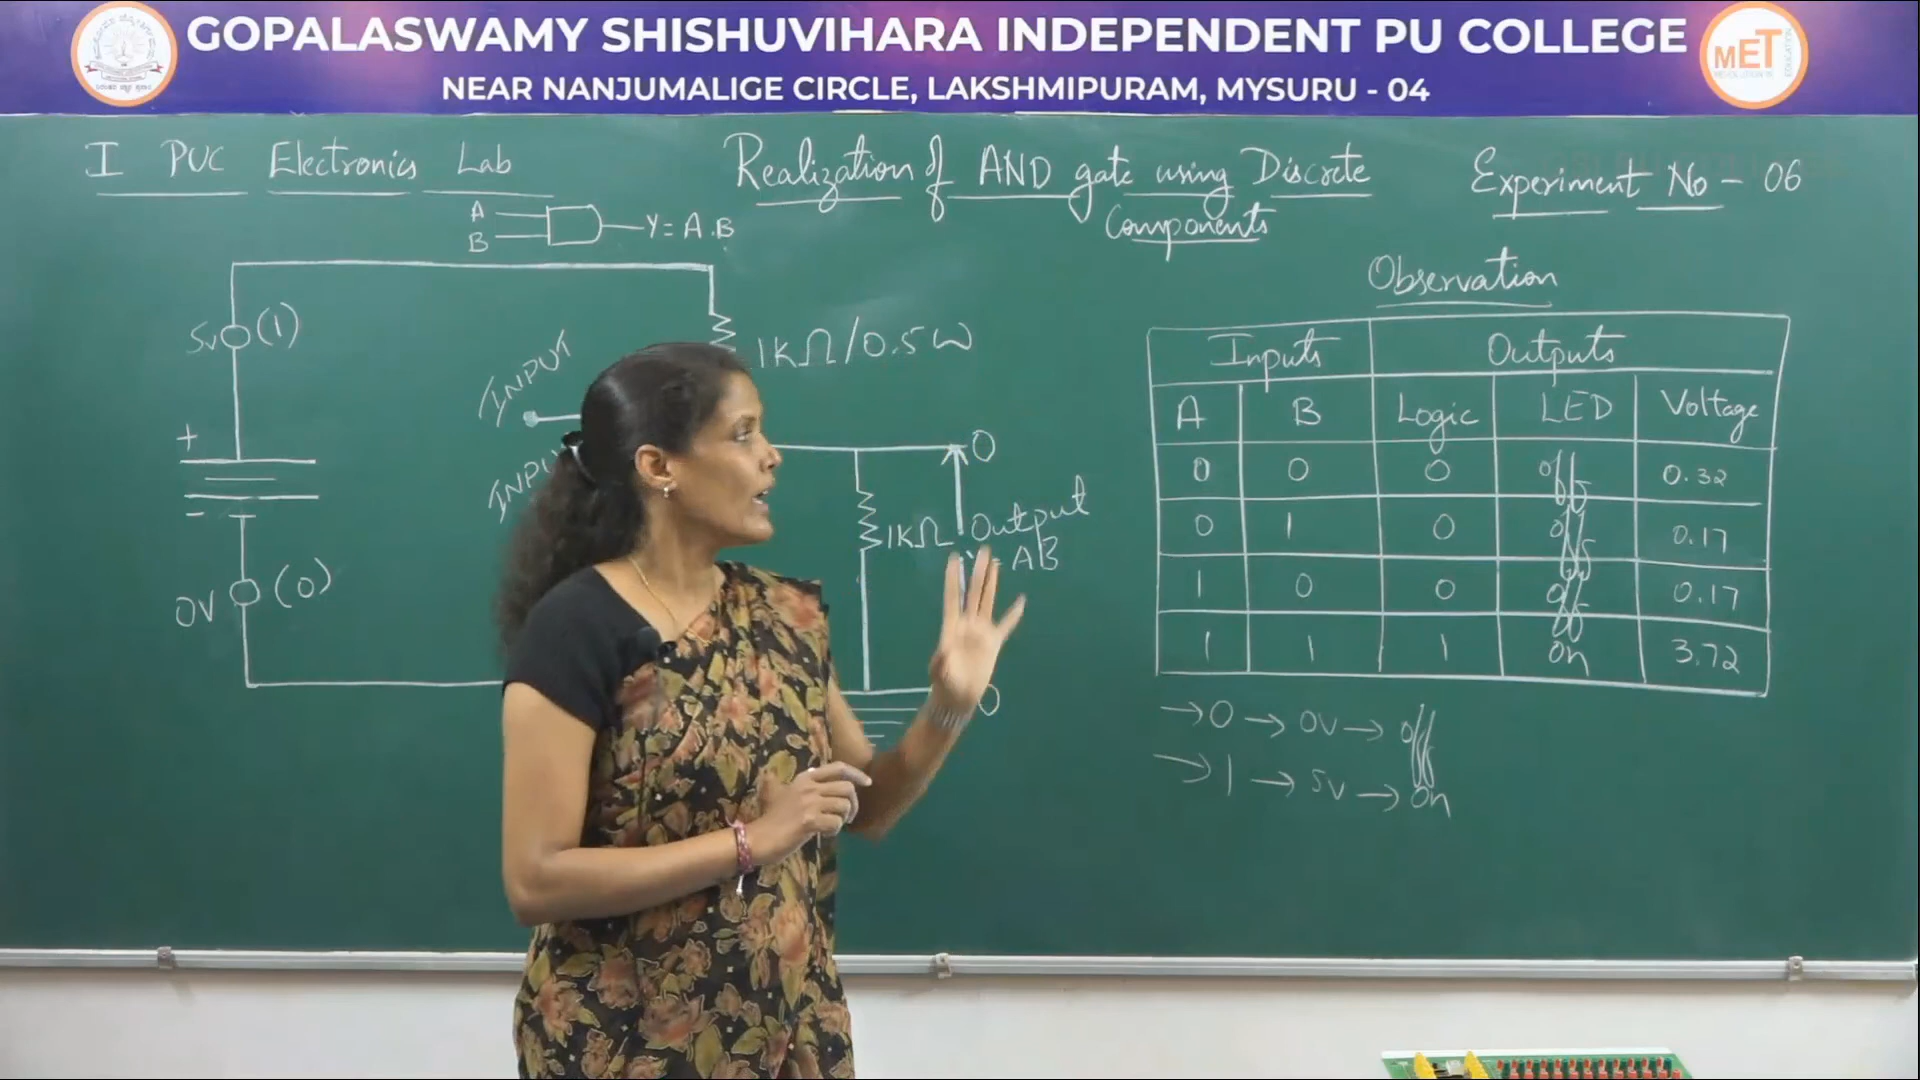 GOPALASWAMY SHISHUVIHARA INDEPENDENT PU COLLEGE
NEAR NANJUMALIGE CIRCLE, LAKSHMIPURAM, MYSURU - 04
MET
I PUC Electronics Lab
Realization of AND gate using Discrete
Components
Experiment No - 06
A
B
Y = A.B
5v (1)
+
-
0V (0)
INPUT
1KΩ/0.5W
0
1KΩ
Output
AB
0
Observation
Inputs Outputs
A B Logic LED Voltage
0 0 0 off 0.32
0 1 0 off 0.17
1 0 0 off 0.17
1 1 1 on 3.72
→ 0 → 0V → off
→ 1 → 5V → on